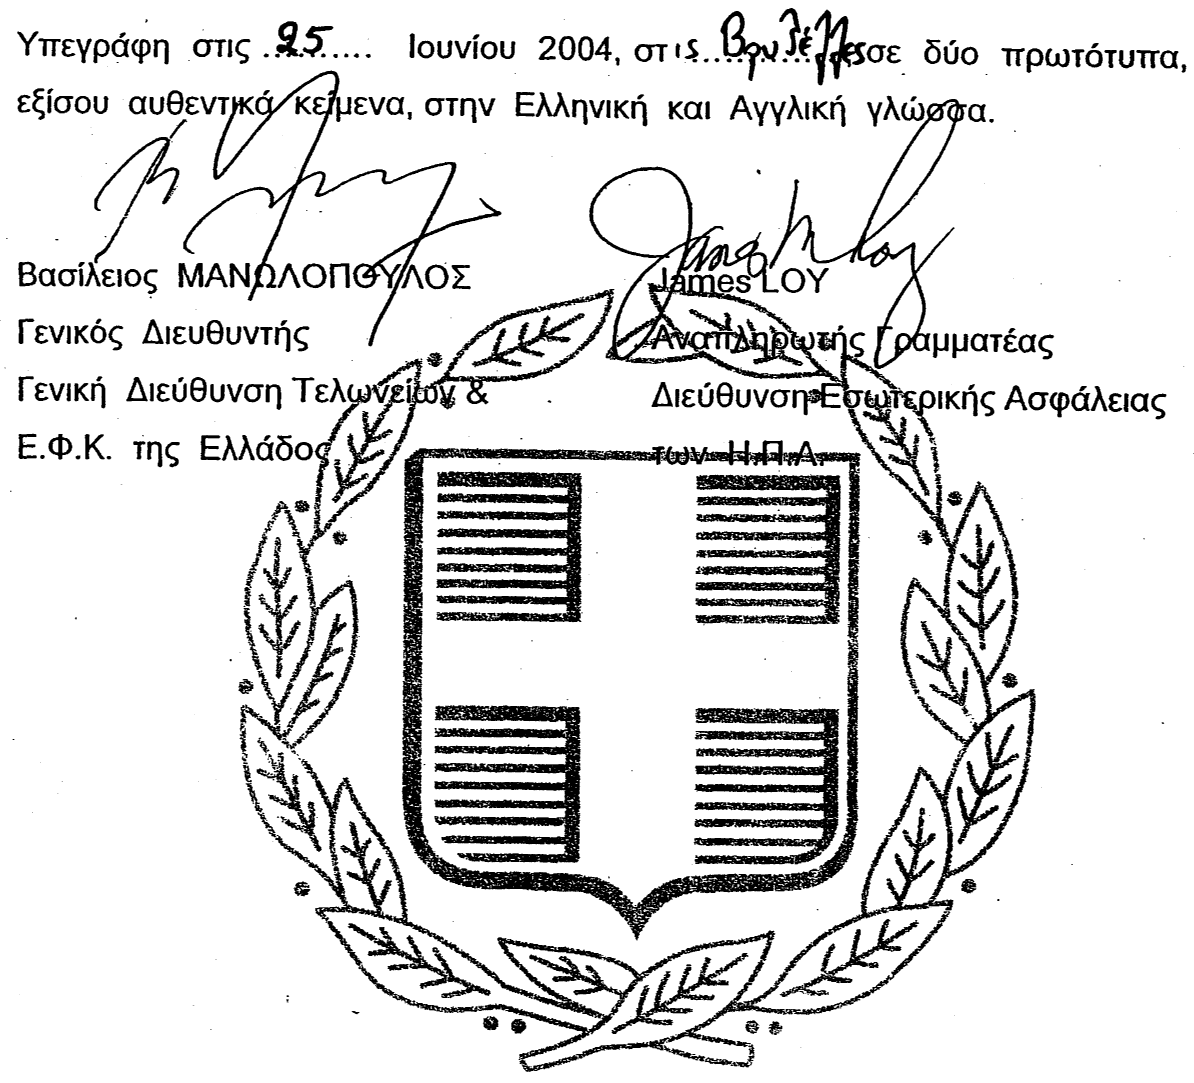 Υπεγράφη στις ...25...... Ιουνίου 2004, στις ..Βρυξέλλες σε δύο πρωτότυπα,
εξίσου αυθεντικά κείμενα, στην Ελληνική και Αγγλική γλώσσα.
Βασίλειος ΜΑΝΩΛΟΠΟΥΛΟΣ
Γενικός Διευθυντής
Γενική Διεύθυνση Τελωνείων &
Ε.Φ.Κ. της Ελλάδος
James LOY
Αναπληρωτής Γραμματέας
Διεύθυνση Εσωτερικής Ασφάλειας
των Η.Π.Α.